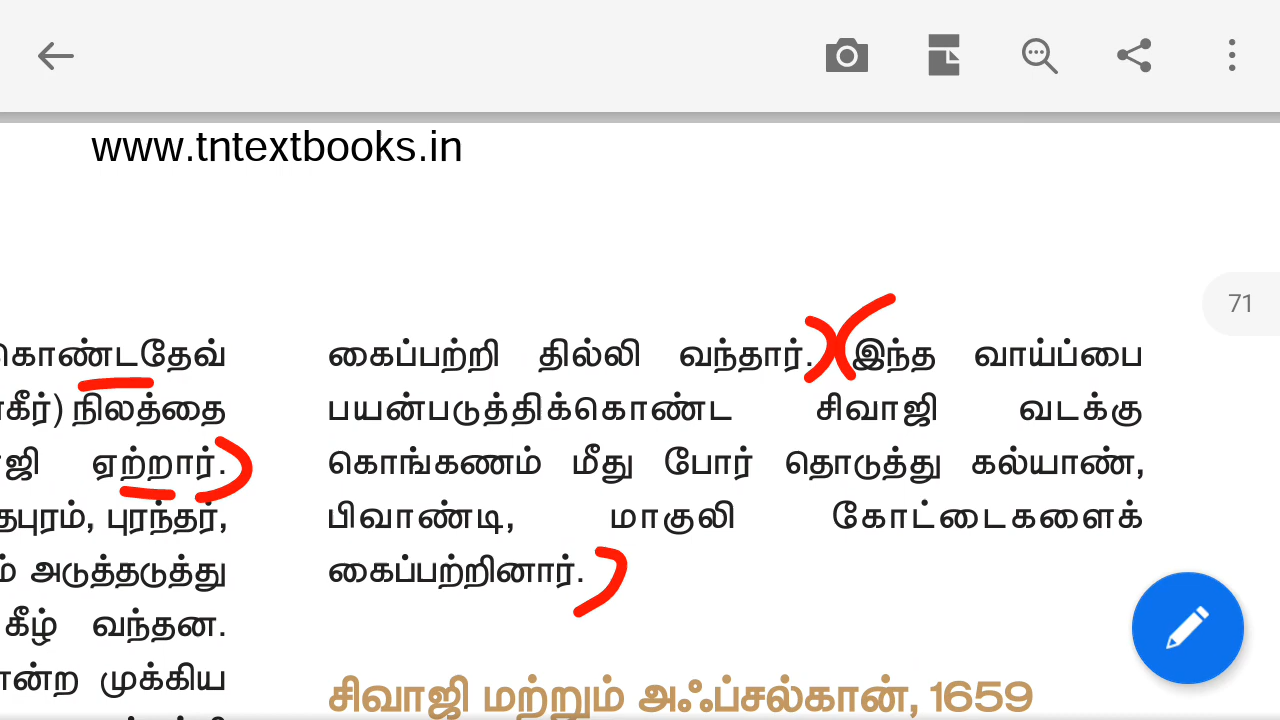 www.tntextbooks.in
71
கொண்டதேவ்
கீர்) நிலத்தை
ஜி ஏற்றார்.
புரம், புரந்தர்,
அடுத்தடுத்து
கீழ் வந்தன.
ன்ற முக்கிய
கைப்பற்றி தில்லி வந்தார். இந்த வாய்ப்பை
பயன்படுத்திக்கொண்ட சிவாஜி வடக்கு
கொங்கணம் மீது போர் தொடுத்து கல்யாண்,
பிவாண்டி, மாகுலி கோட்டைகளைக்
கைப்பற்றினார்.
சிவாஜி மற்றும் அஃப்சல்கான், 1659